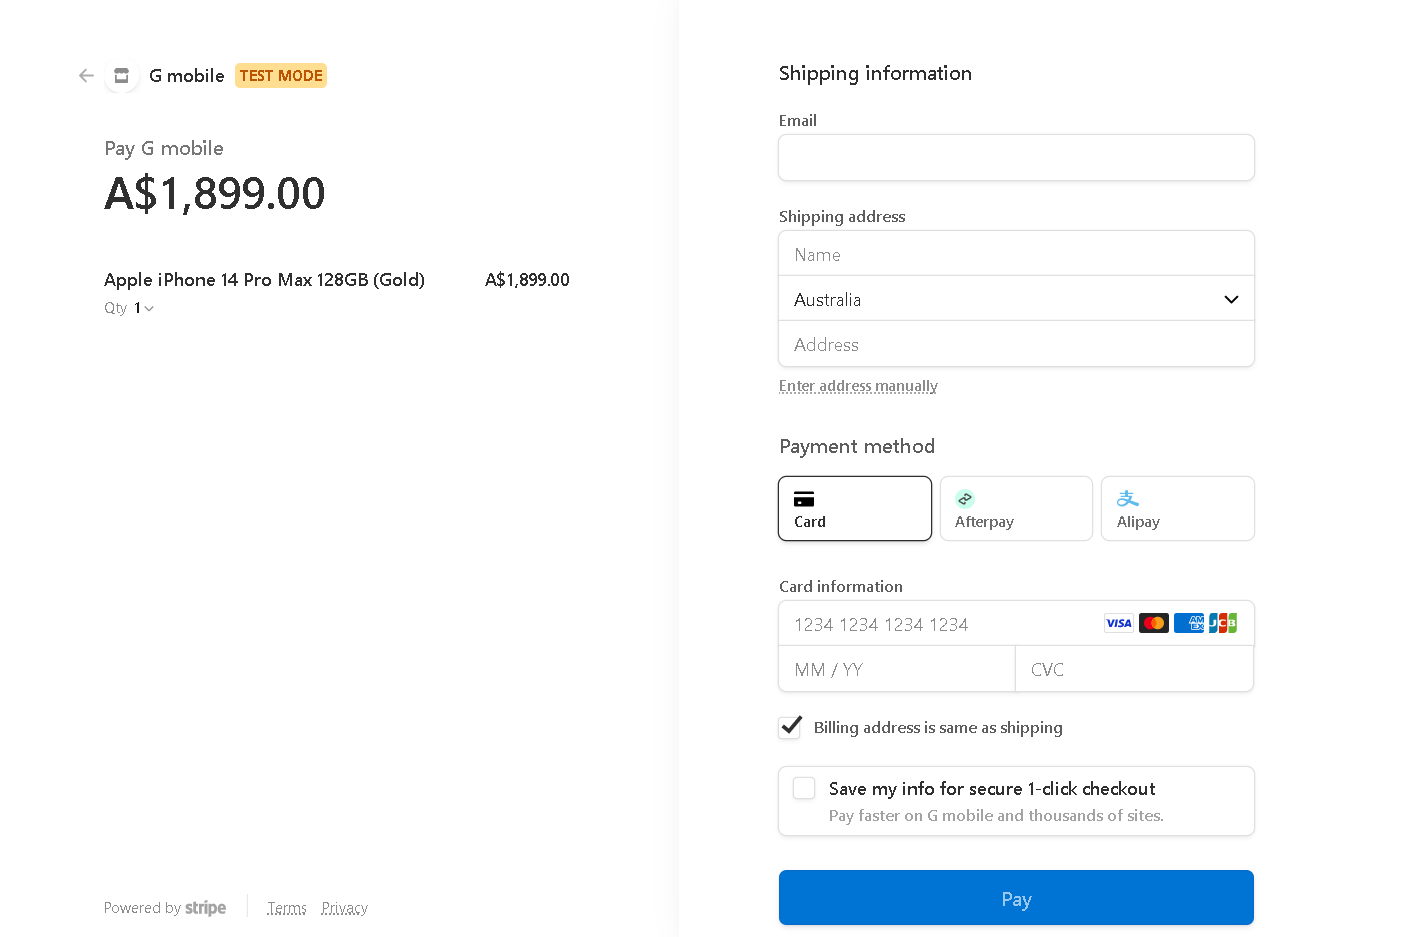 G mobile TEST MODE
Pay G mobile
A$1,899.00
Apple iPhone 14 Pro Max 128GB (Gold) A$1,899.00
Qty 1
Powered by stripe Terms Privacy
Shipping information
Email
Shipping address
Name
Australia
Address
Enter address manually
Payment method
Card Afterpay Alipay
Card information
1234 1234 1234 1234 VISA AMEX JCB
MM / YY CVC
Billing address is same as shipping
Save my info for secure 1-click checkout
Pay faster on G mobile and thousands of sites.
Pay